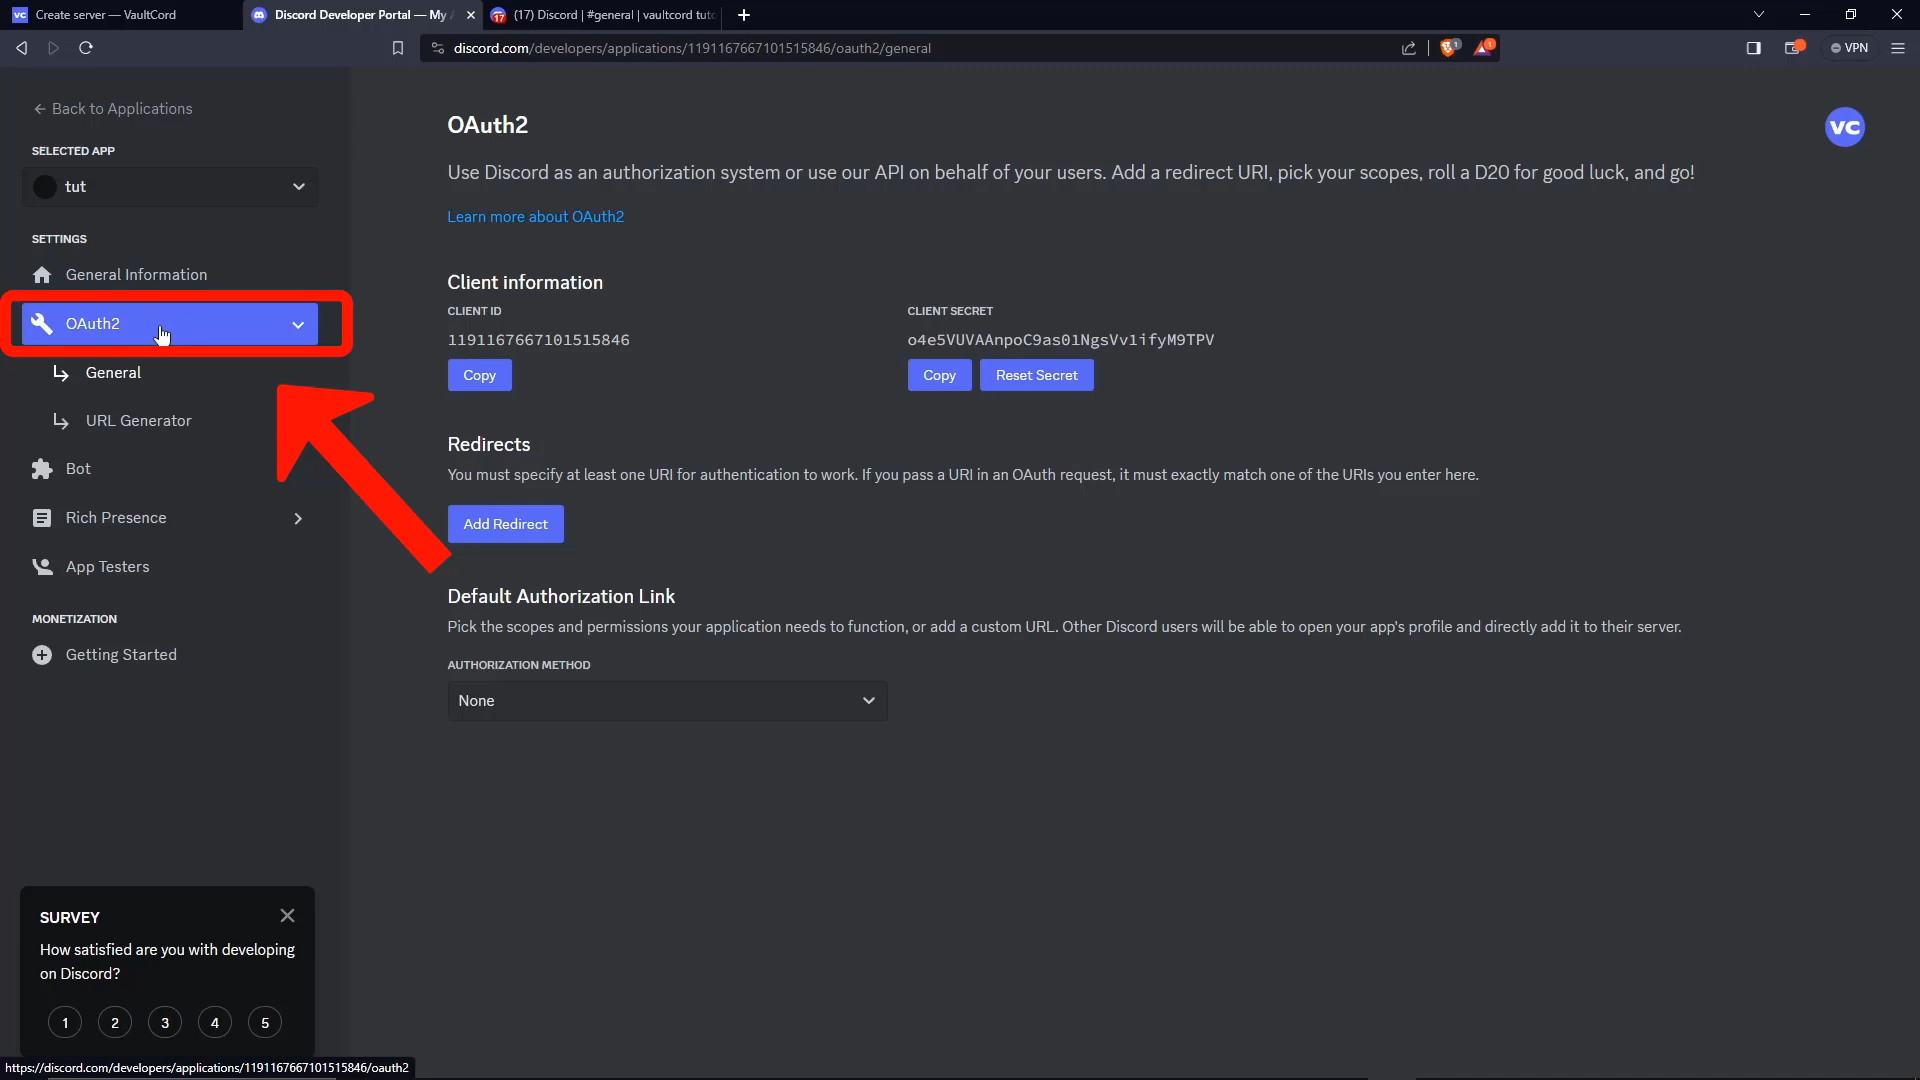 VC Create server — VaultCord
Discord Developer Portal — My A
17 (17) Discord | #general | vaultcord tuto
discord.com/developers/applications/1191167667101515846/oauth2/general
1
1
VPN
← Back to Applications
SELECTED APP
tut
SETTINGS
General Information
OAuth2
General
URL Generator
Bot
Rich Presence
App Testers
MONETIZATION
Getting Started
SURVEY
How satisfied are you with developing
on Discord?
1 2 3 4 5
https://discord.com/developers/applications/1191167667101515846/oauth2
OAuth2
VC
Use Discord as an authorization system or use our API on behalf of your users. Add a redirect URI, pick your scopes, roll a D20 for good luck, and go!
Learn more about OAuth2
Client information
CLIENT ID
1191167667101515846
Copy
CLIENT SECRET
o4e5VUVAAnpoC9as01NgsVv1ifyM9TPV
Copy Reset Secret
Redirects
You must specify at least one URI for authentication to work. If you pass a URI in an OAuth request, it must exactly match one of the URIs you enter here.
Add Redirect
Default Authorization Link
Pick the scopes and permissions your application needs to function, or add a custom URL. Other Discord users will be able to open your app's profile and directly add it to their server.
AUTHORIZATION METHOD
None